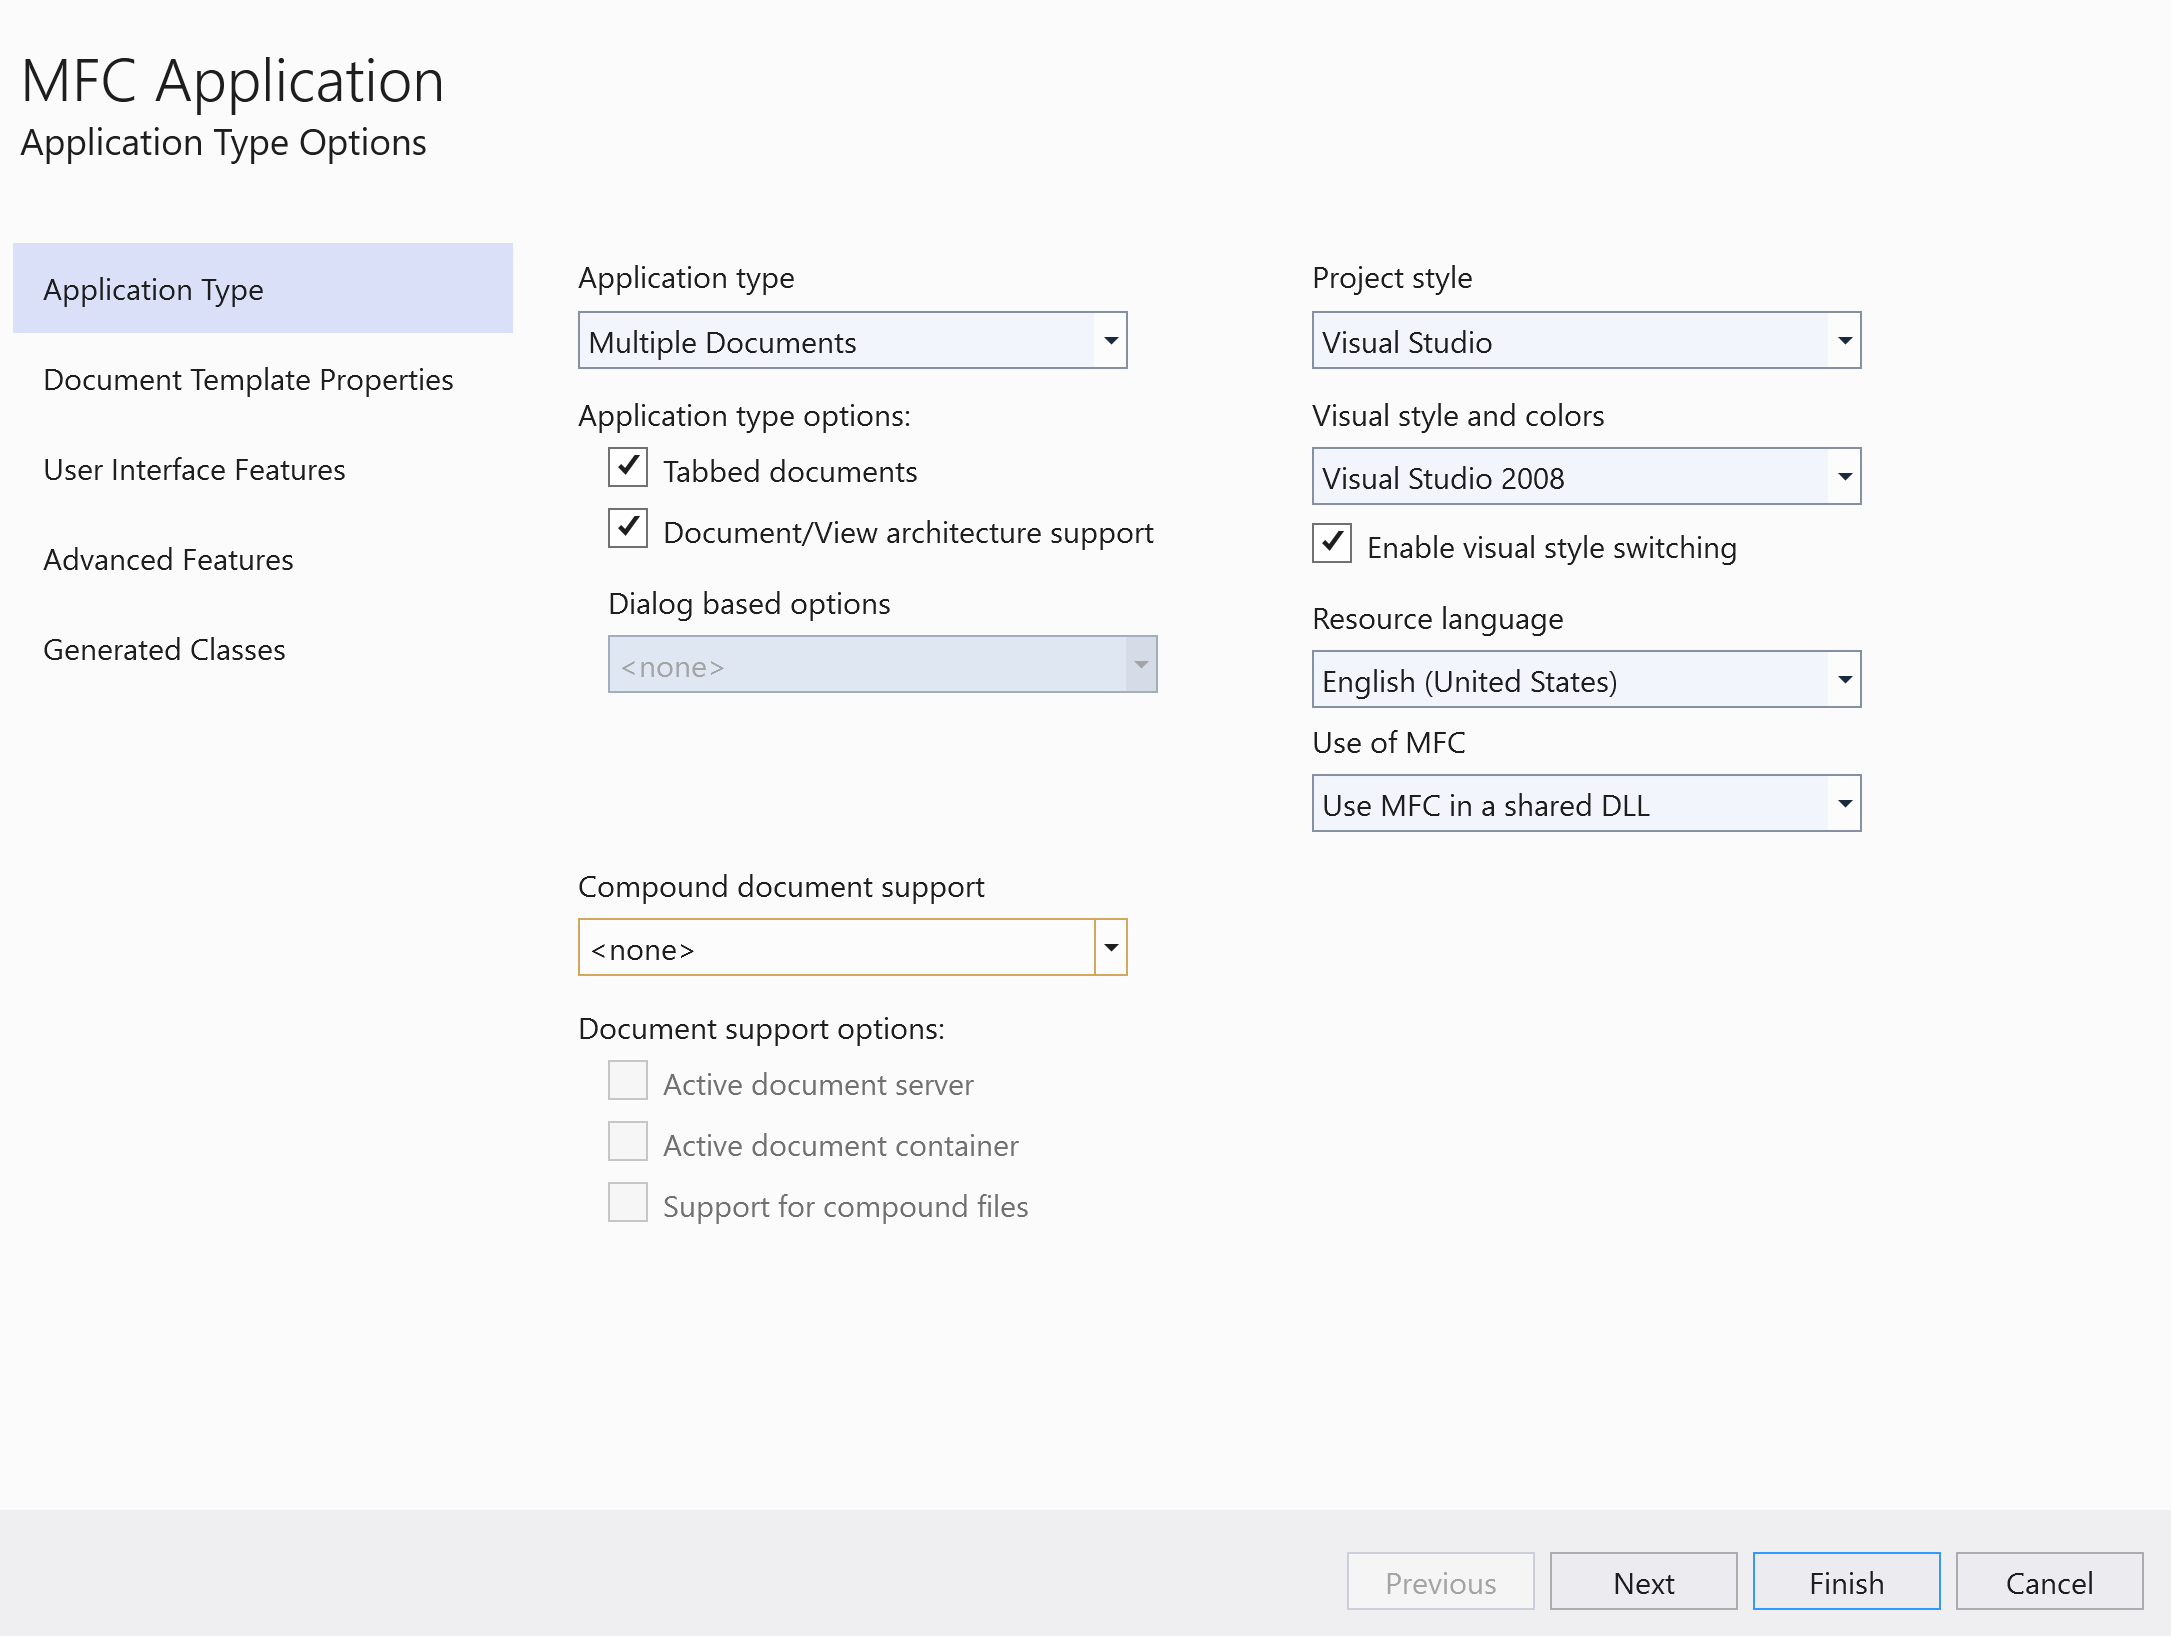 MFC Application
Application Type Options
Application Type
Document Template Properties
User Interface Features
Advanced Features
Generated Classes
Application type
Multiple Documents
Application type options:
Tabbed documents
Document/View architecture support
Dialog based options
<none>
Compound document support
<none>
Document support options:
Active document server
Active document container
Support for compound files
Project style
Visual Studio
Visual style and colors
Visual Studio 2008
Enable visual style switching
Resource language
English (United States)
Use of MFC
Use MFC in a shared DLL
Previous
Next
Finish
Cancel